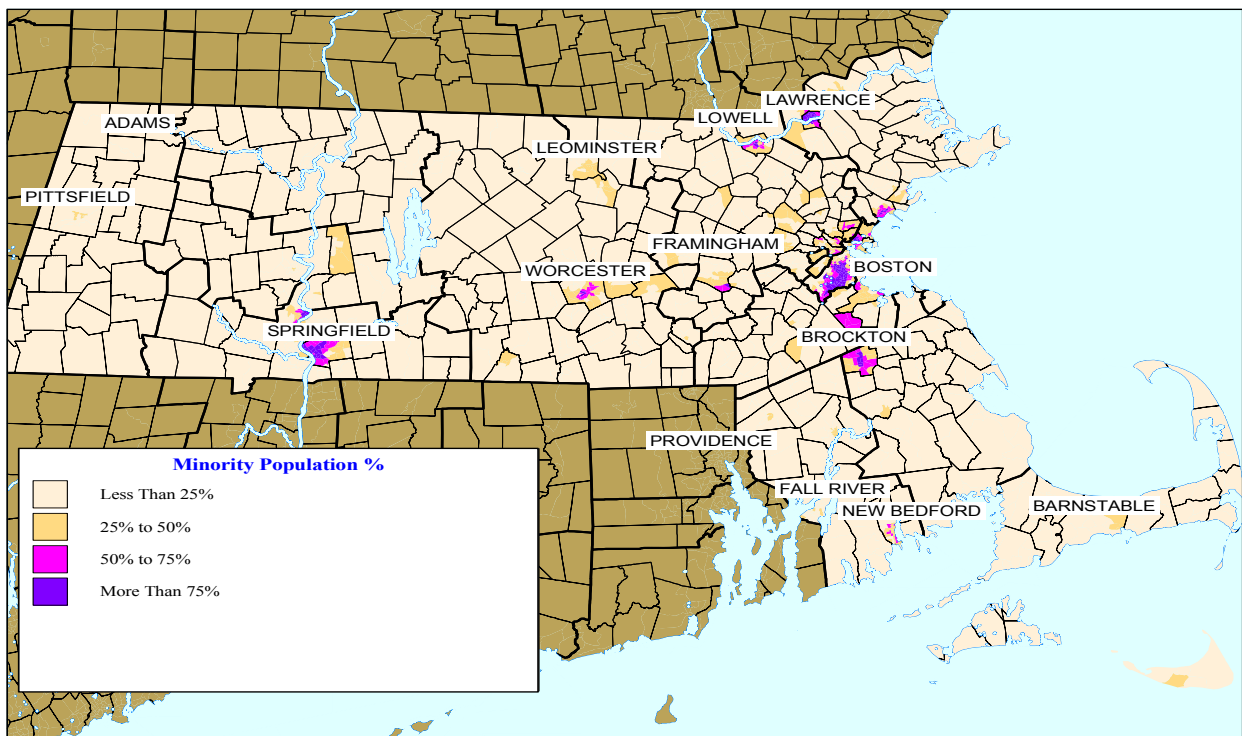 LAWRENCE
ADAMS
LOWELL
LEOMINSTER
PITTSFIELD
FRAMINGHAM
WORCESTER
BOSTON
SPRINGFIELD
BROCKTON
PROVIDENCE
FALL RIVER
NEW BEDFORD
BARNSTABLE
Minority Population %
Less Than 25%
25% to 50%
50% to 75%
More Than 75%